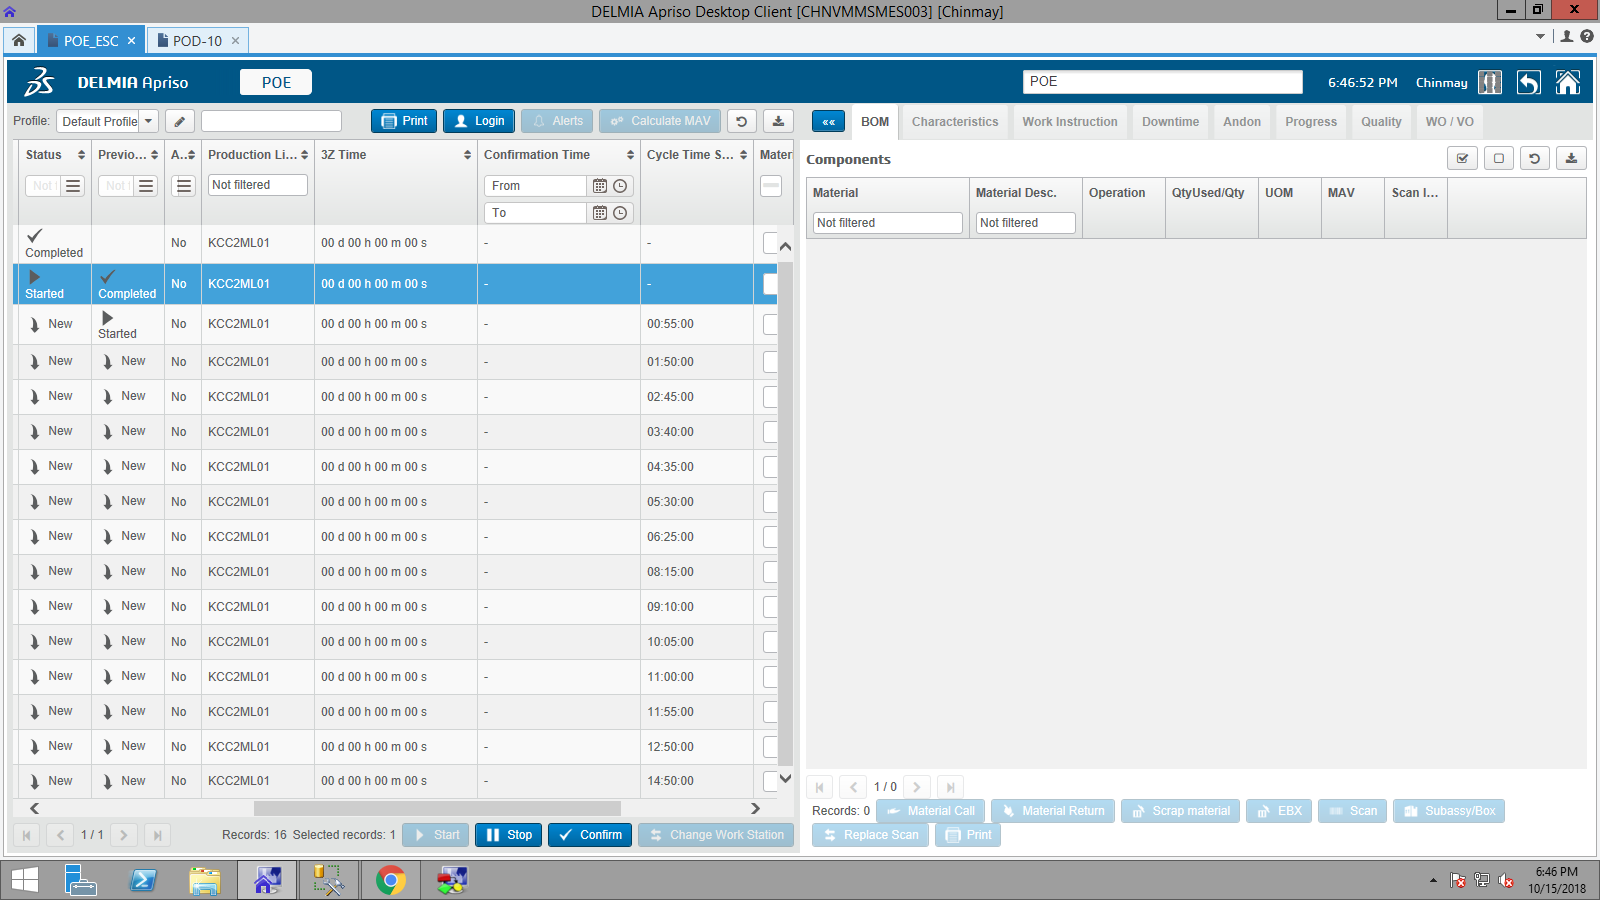 DELMIA Apriso Desktop Client [CHNVMMSMES003] [Chinmay]
POE_ESC
POD-10
DELMIA Apriso
POE
POE
6:46:52 PM
Chinmay
Profile:
Default Profile
Print
Login
Alerts
Calculate MAV
BOM
Characteristics
Work Instruction
Downtime
Andon
Progress
Quality
WO / VO
Components
Status
Previo...
A...
Production Li...
3Z Time
Confirmation Time
Cycle Time S...
Materi
Not f
Not f
Not filtered
From
To
Material
Material Desc.
Operation
QtyUsed/Qty
UOM
MAV
Scan I...
Not filtered
Not filtered
Completed No KCC2ML01 00 d 00 h 00 m 00 s - -
Started Completed No KCC2ML01 00 d 00 h 00 m 00 s - -
New Started No KCC2ML01 00 d 00 h 00 m 00 s - 00:55:00
New New No KCC2ML01 00 d 00 h 00 m 00 s - 01:50:00
New New No KCC2ML01 00 d 00 h 00 m 00 s - 02:45:00
New New No KCC2ML01 00 d 00 h 00 m 00 s - 03:40:00
New New No KCC2ML01 00 d 00 h 00 m 00 s - 04:35:00
New New No KCC2ML01 00 d 00 h 00 m 00 s - 05:30:00
New New No KCC2ML01 00 d 00 h 00 m 00 s - 06:25:00
New New No KCC2ML01 00 d 00 h 00 m 00 s - 08:15:00
New New No KCC2ML01 00 d 00 h 00 m 00 s - 09:10:00
New New No KCC2ML01 00 d 00 h 00 m 00 s - 10:05:00
New New No KCC2ML01 00 d 00 h 00 m 00 s - 11:00:00
New New No KCC2ML01 00 d 00 h 00 m 00 s - 11:55:00
New New No KCC2ML01 00 d 00 h 00 m 00 s - 12:50:00
New New No KCC2ML01 00 d 00 h 00 m 00 s - 14:50:00
1 / 1
Records: 16 Selected records: 1
Start
Stop
Confirm
Change Work Station
1 / 0
Records: 0
Material Call
Material Return
Scrap material
EBX
Scan
Subassy/Box
Replace Scan
Print
6:46 PM
10/15/2018